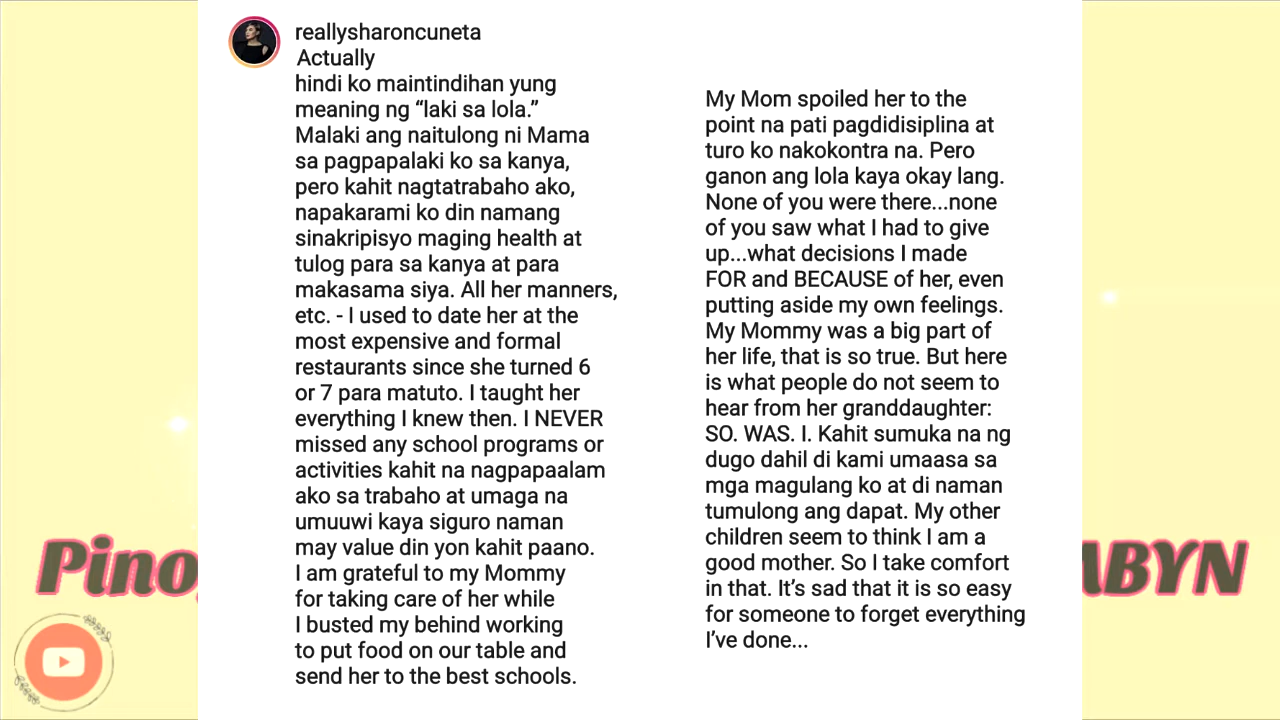 reallysharoncuneta
Actually
hindi ko maintindihan yung
meaning ng “laki sa lola.”
Malaki ang naitulong ni Mama
sa pagpapalaki ko sa kanya,
pero kahit nagtatrabaho ako,
napakarami ko din namang
sinakripisyo maging health at
tulog para sa kanya at para
makasama siya. All her manners,
etc. - I used to date her at the
most expensive and formal
restaurants since she turned 6
or 7 para matuto. I taught her
everything I knew then. I NEVER
missed any school programs or
activities kahit na nagpapaalam
ako sa trabaho at umaga na
umuuwi kaya siguro naman
may value din yon kahit paano.
I am grateful to my Mommy
for taking care of her while
I busted my behind working
to put food on our table and
send her to the best schools.
My Mom spoiled her to the
point na pati pagdidisiplina at
turo ko nakokontra na. Pero
ganon ang lola kaya okay lang.
None of you were there...none
of you saw what I had to give
up...what decisions I made
FOR and BECAUSE of her, even
putting aside my own feelings.
My Mommy was a big part of
her life, that is so true. But here
is what people do not seem to
hear from her granddaughter:
SO. WAS. I. Kahit sumuka na ng
dugo dahil di kami umaasa sa
mga magulang ko at di naman
tumulong ang dapat. My other
children seem to think I am a
good mother. So I take comfort
in that. It’s sad that it is so easy
for someone to forget everything
I’ve done...
Pino
ABYN